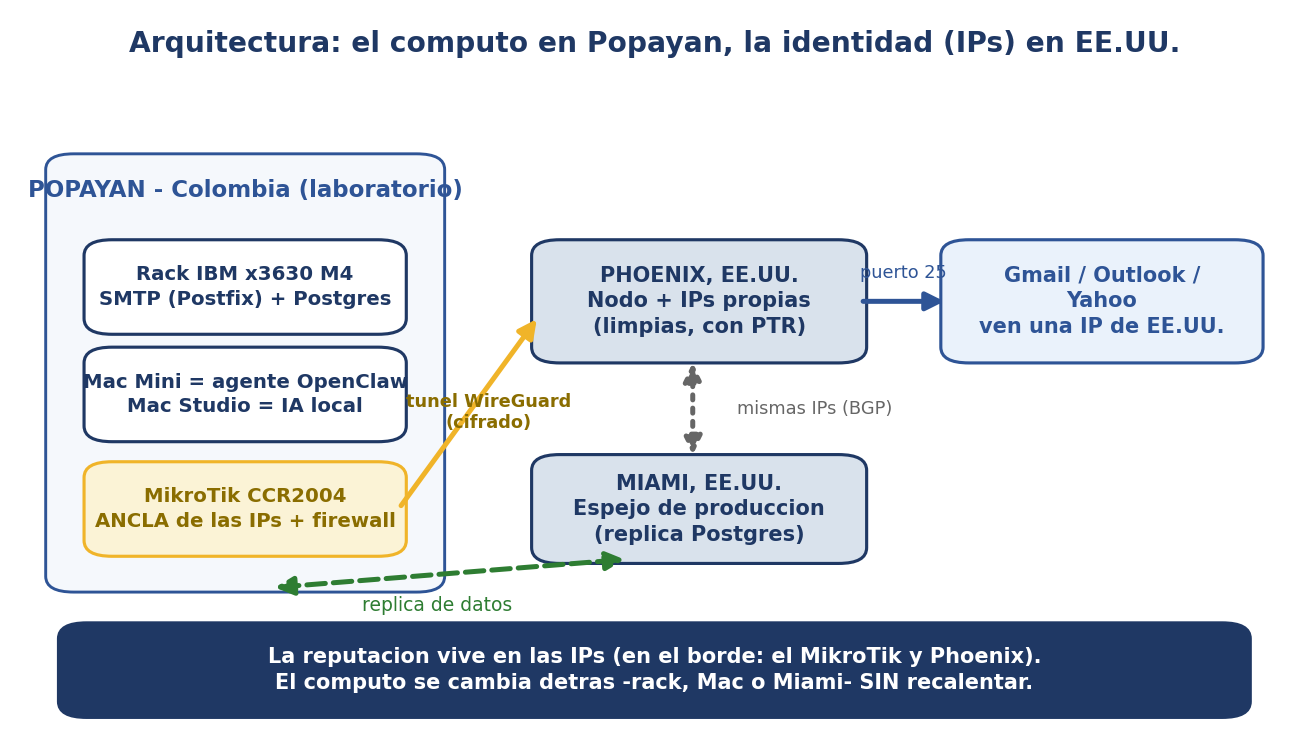 Arquitectura: el computo en Popayan, la identidad (IPs) en EE.UU.
POPAYAN - Colombia (laboratorio)
Rack IBM x3630 M4
SMTP (Postfix) + Postgres
Mac Mini = agente OpenClaw
Mac Studio = IA local
MikroTik CCR2004
ANCLA de las IPs + firewall
tunel WireGuard
(cifrado)
PHOENIX, EE.UU.
Nodo + IPs propias
(limpias, con PTR)
puerto 25
Gmail / Outlook /
Yahoo
ven una IP de EE.UU.
mismas IPs (BGP)
MIAMI, EE.UU.
Espejo de produccion
(replica Postgres)
replica de datos
La reputacion vive en las IPs (en el borde: el MikroTik y Phoenix).
El computo se cambia detras -rack, Mac o Miami- SIN recalentar.